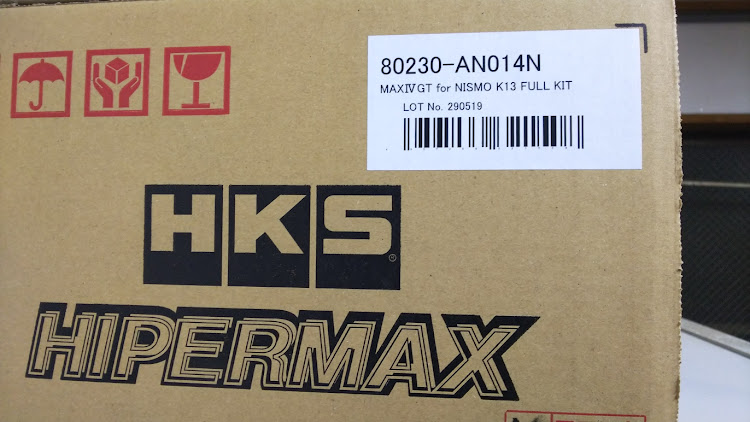 80230-AN014N
MAXⅣGT for NISMO K13 FULL KIT
LOT No. 290519
HKS®
HIPERMAX